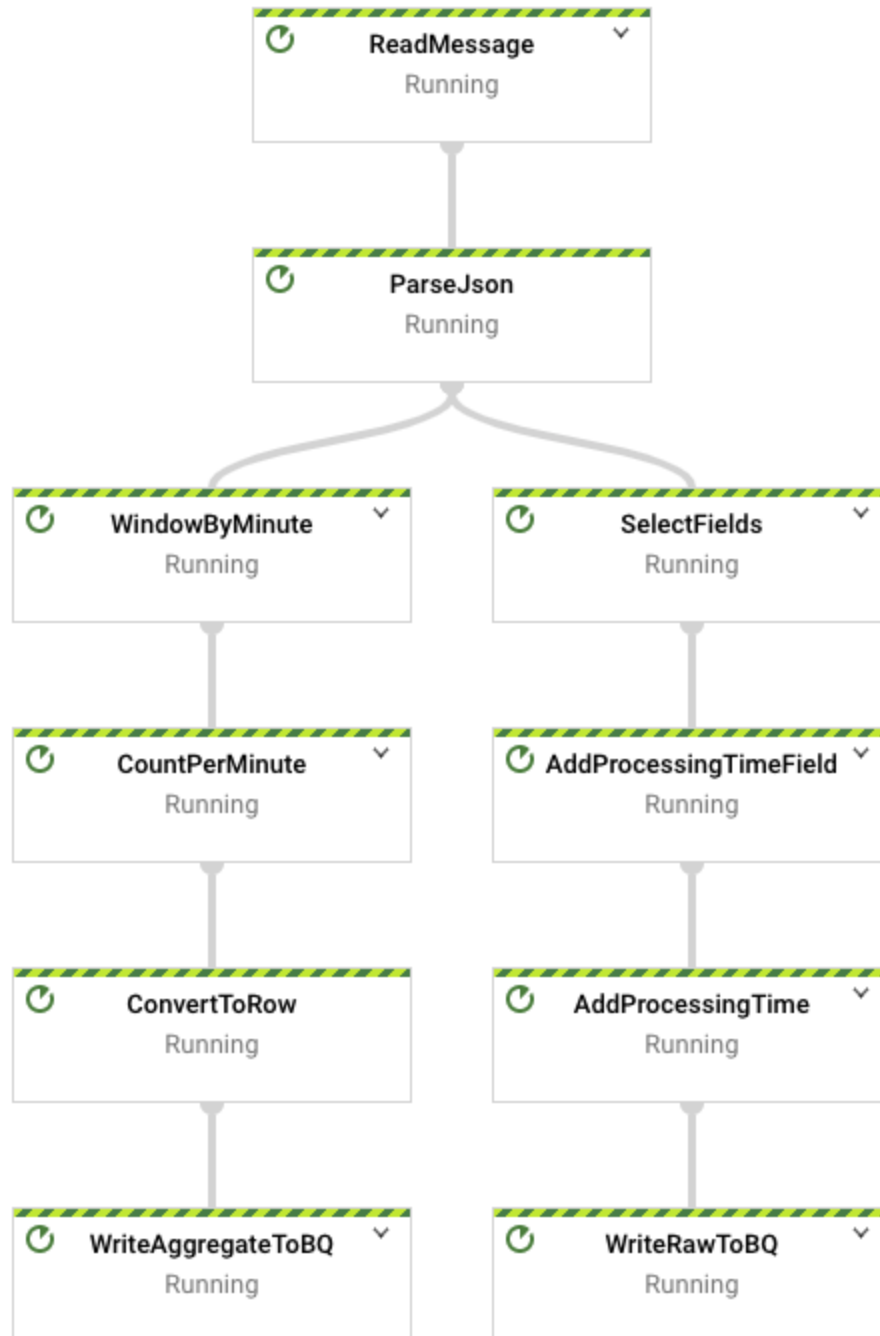 ReadMessage
Running
ParseJson
Running
WindowByMinute
Running
SelectFields
Running
CountPerMinute
Running
AddProcessingTimeField
Running
ConvertToRow
Running
AddProcessingTime
Running
WriteAggregateToBQ
Running
WriteRawToBQ
Running